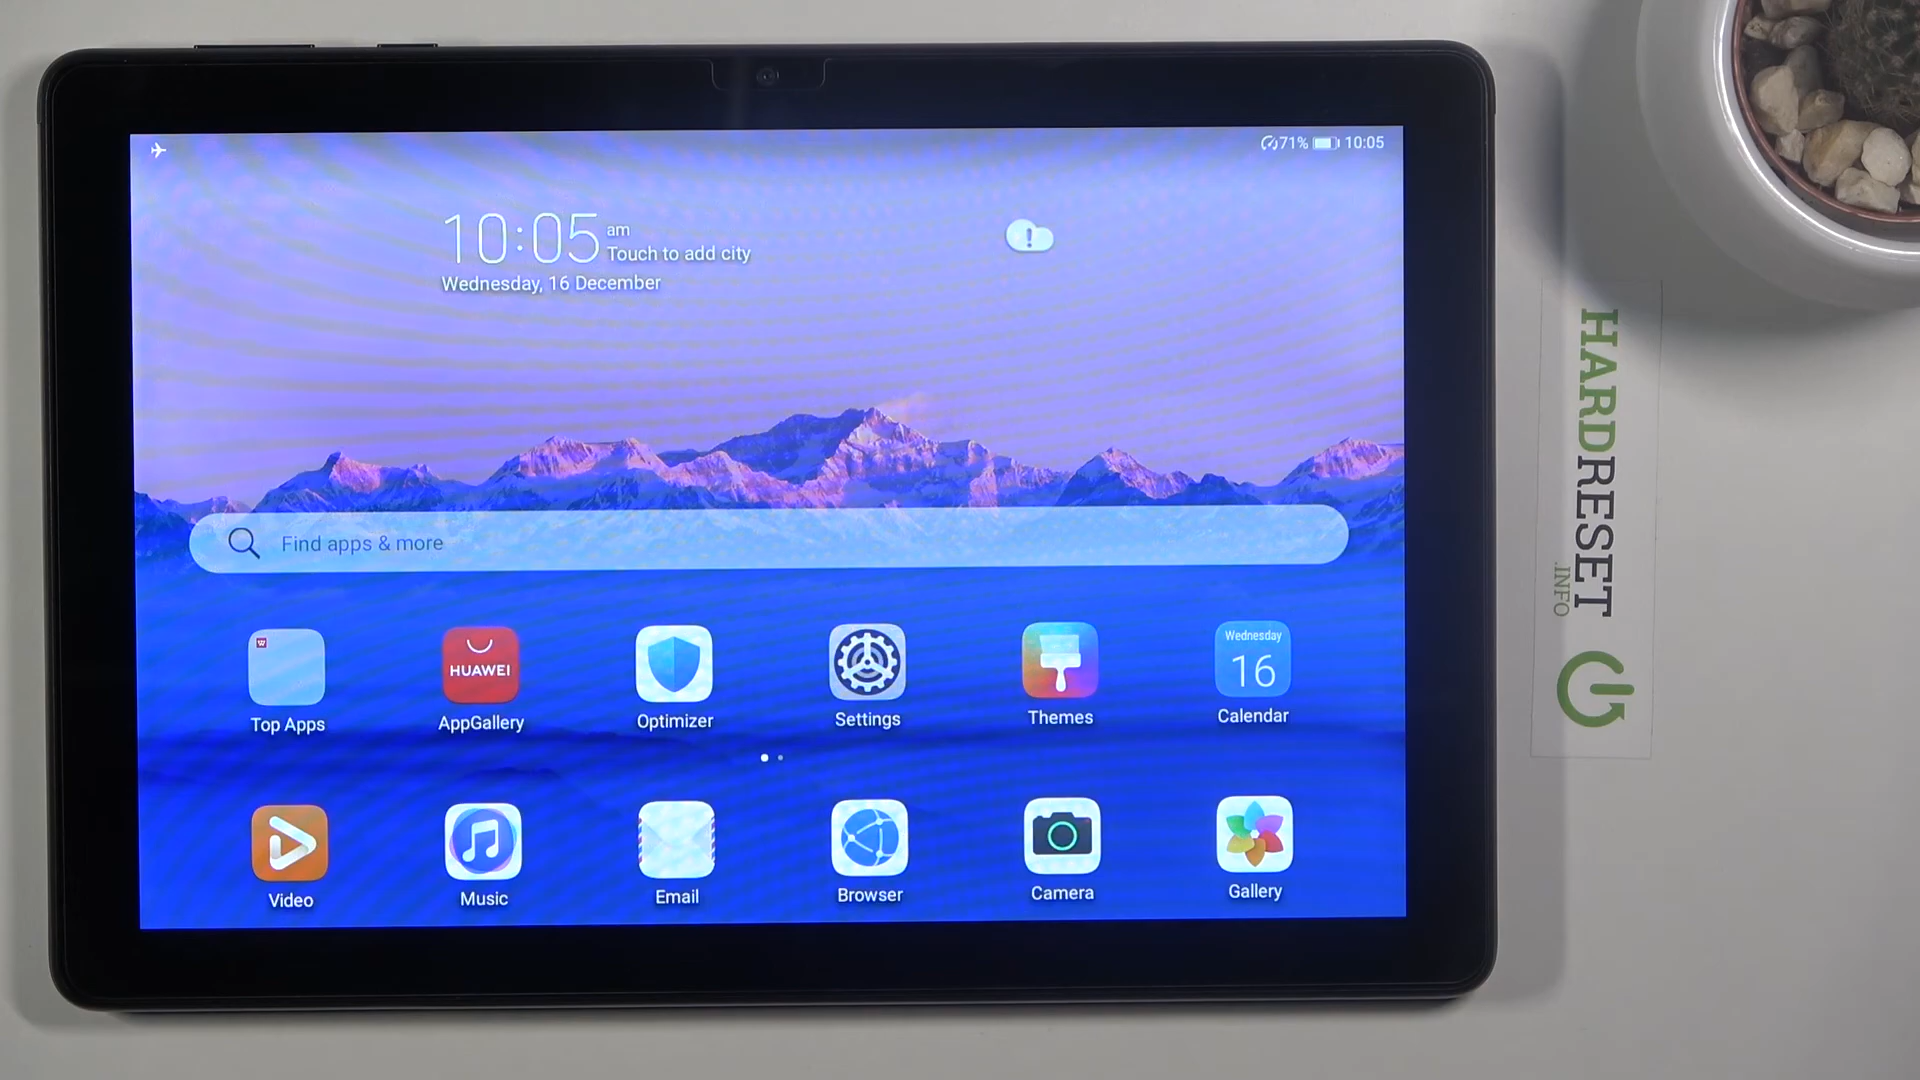 71% 10:05
10:05 am
Touch to add city
Wednesday, 16 December
Find apps & more
HUAWEI
Wednesday
16
Top Apps
AppGallery
Optimizer
Settings
Themes
Calendar
Video
Music
Email
Browser
Camera
Gallery
HARDRESET
.INFO